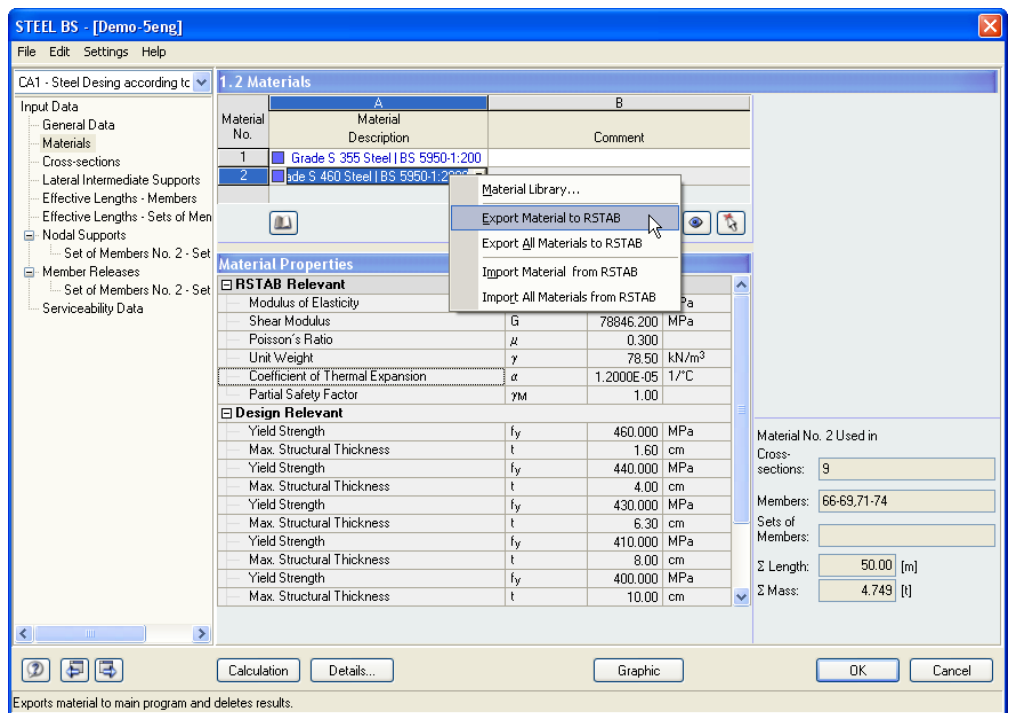 STEEL BS - [Demo-5eng]
File Edit Settings Help
CA1 - Steel Desing according tc
1.2 Materials
Input Data
General Data
Materials
Cross-sections
Lateral Intermediate Supports
Effective Lengths - Members
Effective Lengths - Sets of Men
Nodal Supports
Set of Members No. 2 - Set
Member Releases
Set of Members No. 2 - Set
Serviceability Data
A B
Material No. Material Description Comment
1 Grade S 355 Steel | BS 5950-1:200
2 ade S 460 Steel | BS 5950-1:2000
Material Library...
Export Material to RSTAB
Export All Materials to RSTAB
Import Material from RSTAB
Import All Materials from RSTAB
Material Properties
RSTAB Relevant
Modulus of Elasticity Pa
Shear Modulus G 78846.200 MPa
Poisson´s Ratio μ 0.300
Unit Weight γ 78.50 kN/m³
Coefficient of Thermal Expansion α 1.2000E-05 1/°C
Partial Safety Factor γM 1.00
Design Relevant
Yield Strength fy 460.000 MPa
Max. Structural Thickness t 1.60 cm
Yield Strength fy 440.000 MPa
Max. Structural Thickness t 4.00 cm
Yield Strength fy 430.000 MPa
Max. Structural Thickness t 6.30 cm
Yield Strength fy 410.000 MPa
Max. Structural Thickness t 8.00 cm
Yield Strength fy 400.000 MPa
Max. Structural Thickness t 10.00 cm
Material No. 2 Used in
Cross-
sections: 9
Members: 66-69,71-74
Sets of
Members:
Σ Length: 50.00 [m]
Σ Mass: 4.749 [t]
Calculation Details... Graphic OK Cancel
Exports material to main program and deletes results.